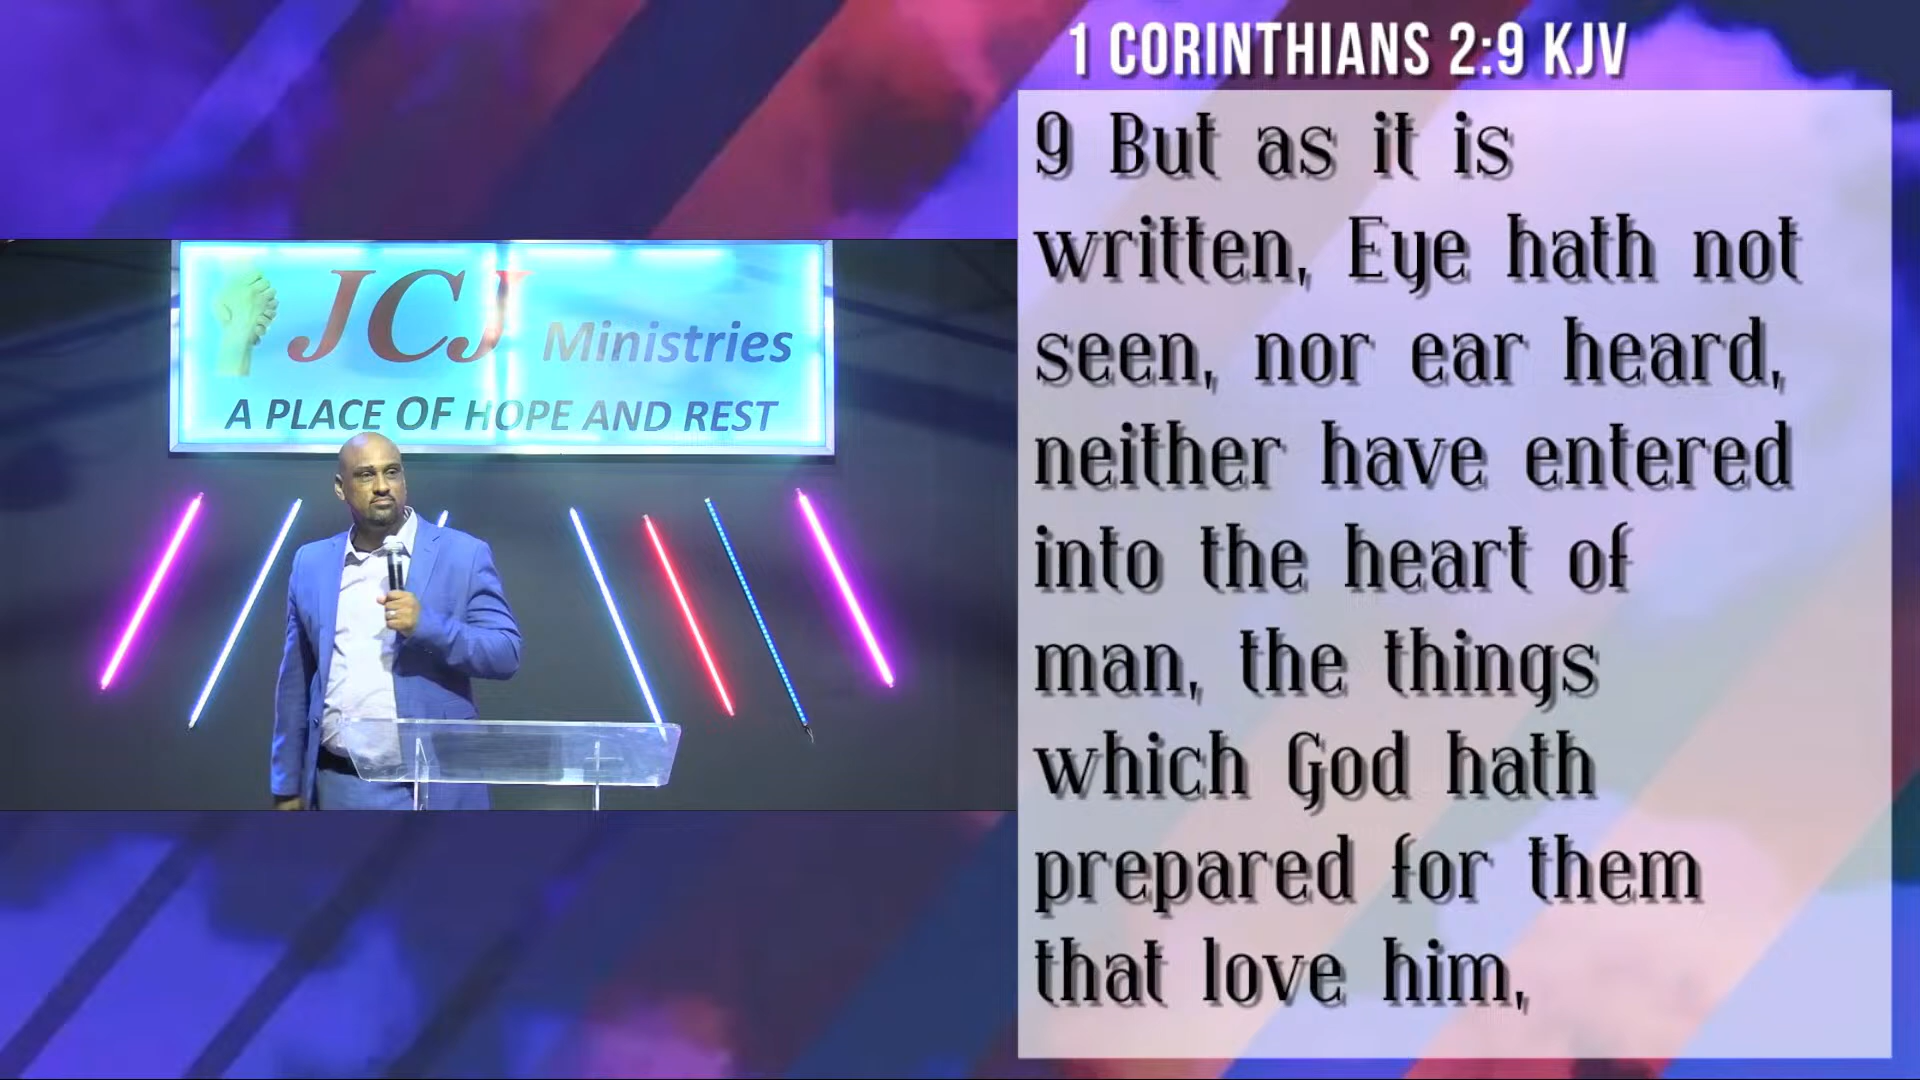 1 CORINTHIANS 2:9 KJV
9 But as it is
written, Eye hath not
seen, nor ear heard,
neither have entered
into the heart of
man, the things
which God hath
prepared for them
that love him,
JCJ Ministries
A PLACE OF HOPE AND REST